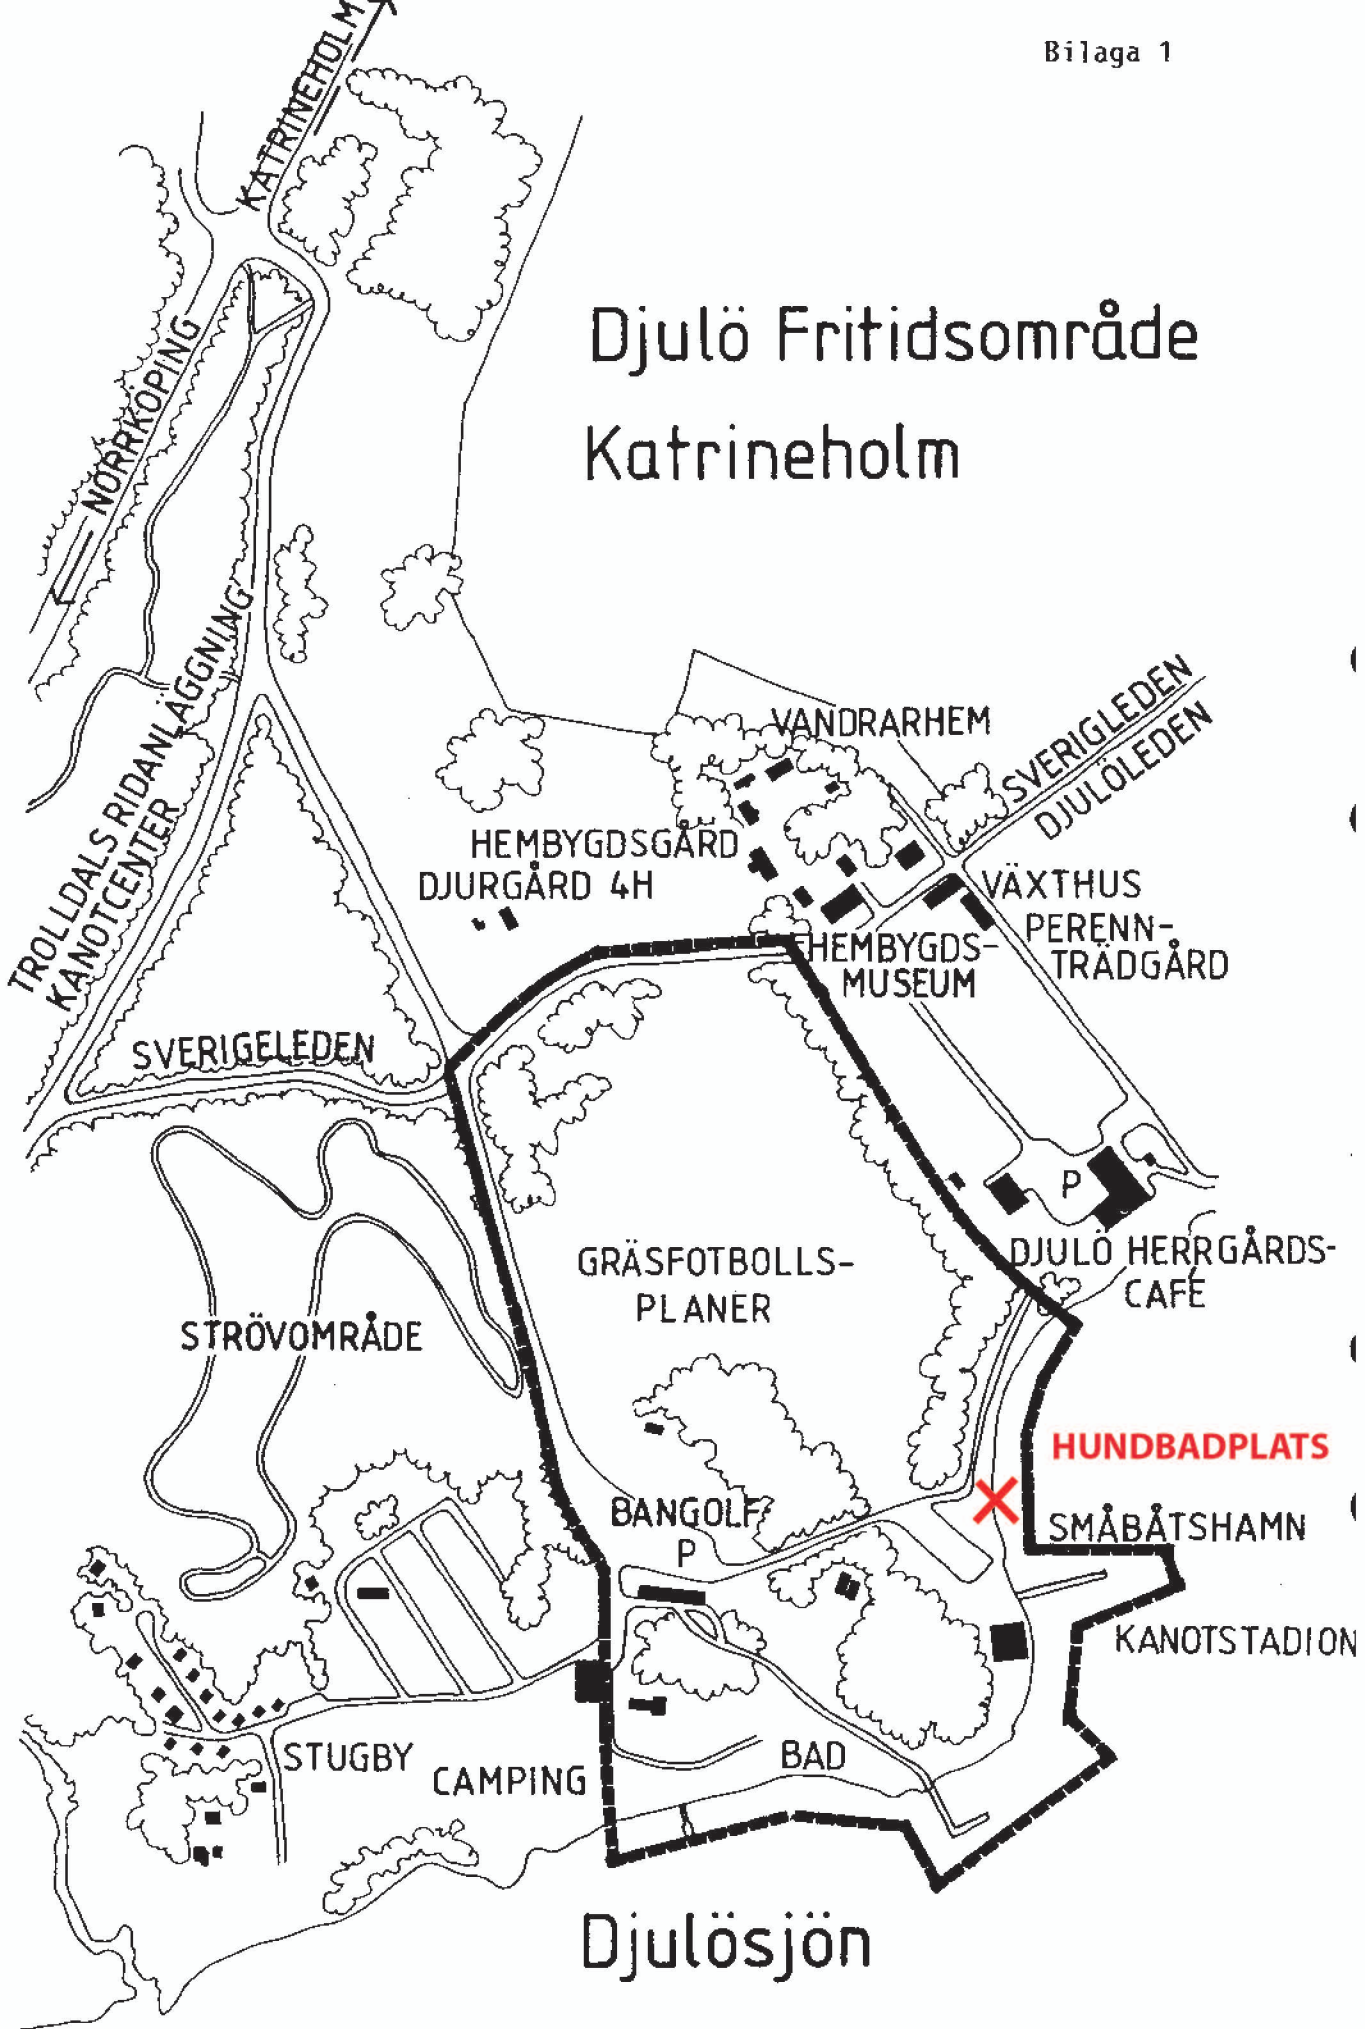 Bilaga 1
KATRINEHOLM
Djulö Fritidsområde
Katrineholm
NORRKÖPING
TROLLDALS RIDANLÄGGNING
KANOTCENTER
VANDRARHEM
SVERIGLEDEN
DJULÖLEDEN
HEMBYGDSGÅRD
DJURGÅRD 4H
VÄXTHUS
PERENN-
TRÄDGÅRD
HEMBYGDS-
MUSEUM
SVERIGELEDEN
P
DJULÖ HERRGÅRDS-
CAFÉ
GRÄSFOTBOLLS-
PLANER
STRÖVOMRÅDE
HUNDBADPLATS
BANGOLF
P
SMÅBÅTSHAMN
KANOTSTADION
STUGBY
CAMPING
BAD
Djulösjön